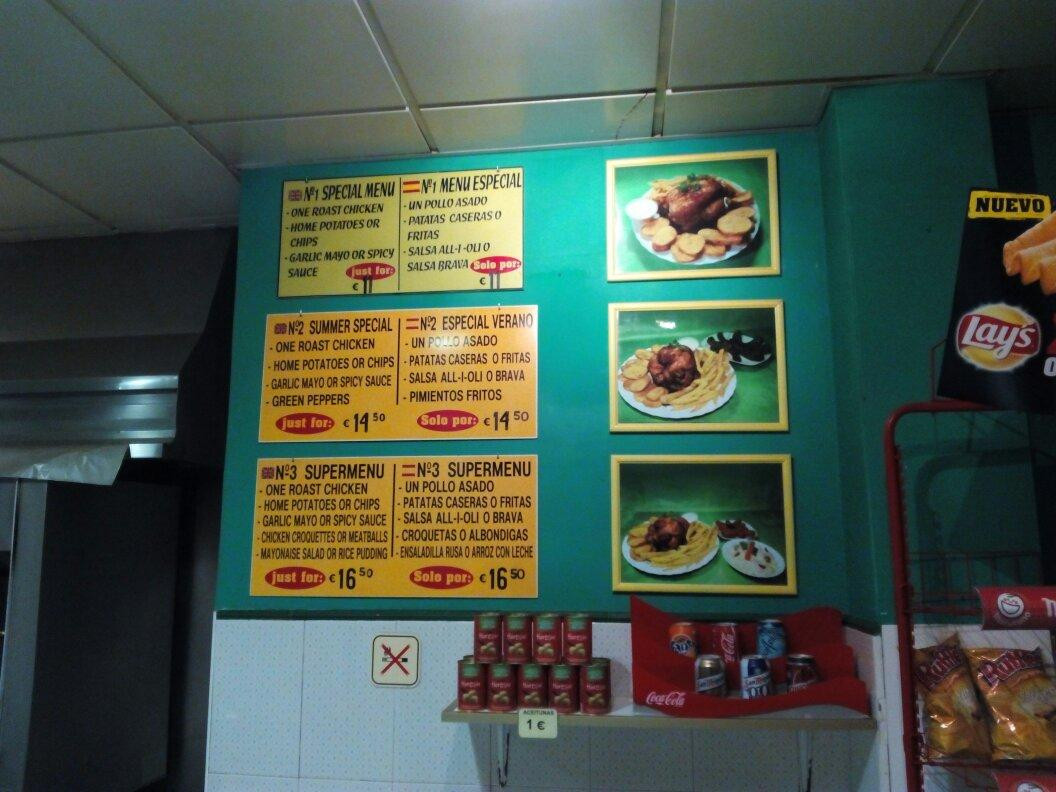 Nº1 SPECIAL MENU
- ONE ROAST CHICKEN
- HOME POTATOES OR
CHIPS
- GARLIC MAYO OR SPICY
SAUCE
just for:
€ 11
Nº1 MENU ESPECIAL
- UN POLLO ASADO
- PATATAS CASERAS O
FRITAS
- SALSA ALL-I-OLI O
SALSA BRAVA
Solo por:
€ 11
Nº2 SUMMER SPECIAL
- ONE ROAST CHICKEN
- HOME POTATOES OR CHIPS
- GARLIC MAYO OR SPICY SAUCE
- GREEN PEPPERS
just for: € 14 50
Nº2 ESPECIAL VERANO
- UN POLLO ASADO
- PATATAS CASERAS O FRITAS
- SALSA ALL-I-OLI O BRAVA
- PIMIENTOS FRITOS
Solo por: € 14 50
Nº3 SUPERMENU
- ONE ROAST CHICKEN
- HOME POTATOES OR CHIPS
- GARLIC MAYO OR SPICY SAUCE
- CHICKEN CROQUETTES OR MEATBALLS
- MAYONAISE SALAD OR RICE PUDDING
just for: € 16 50
Nº3 SUPERMENU
- UN POLLO ASADO
- PATATAS CASERAS O FRITAS
- SALSA ALL-I-OLI O BRAVA
- CROQUETAS O ALBONDIGAS
- ENSALADILLA RUSA O ARROZ CON LECHE
Solo por: € 16 50
NUEVO
Lay's
Coca-Cola
Coca-Cola
ACEITUNAS
1 €
Ruffles
Ruffles